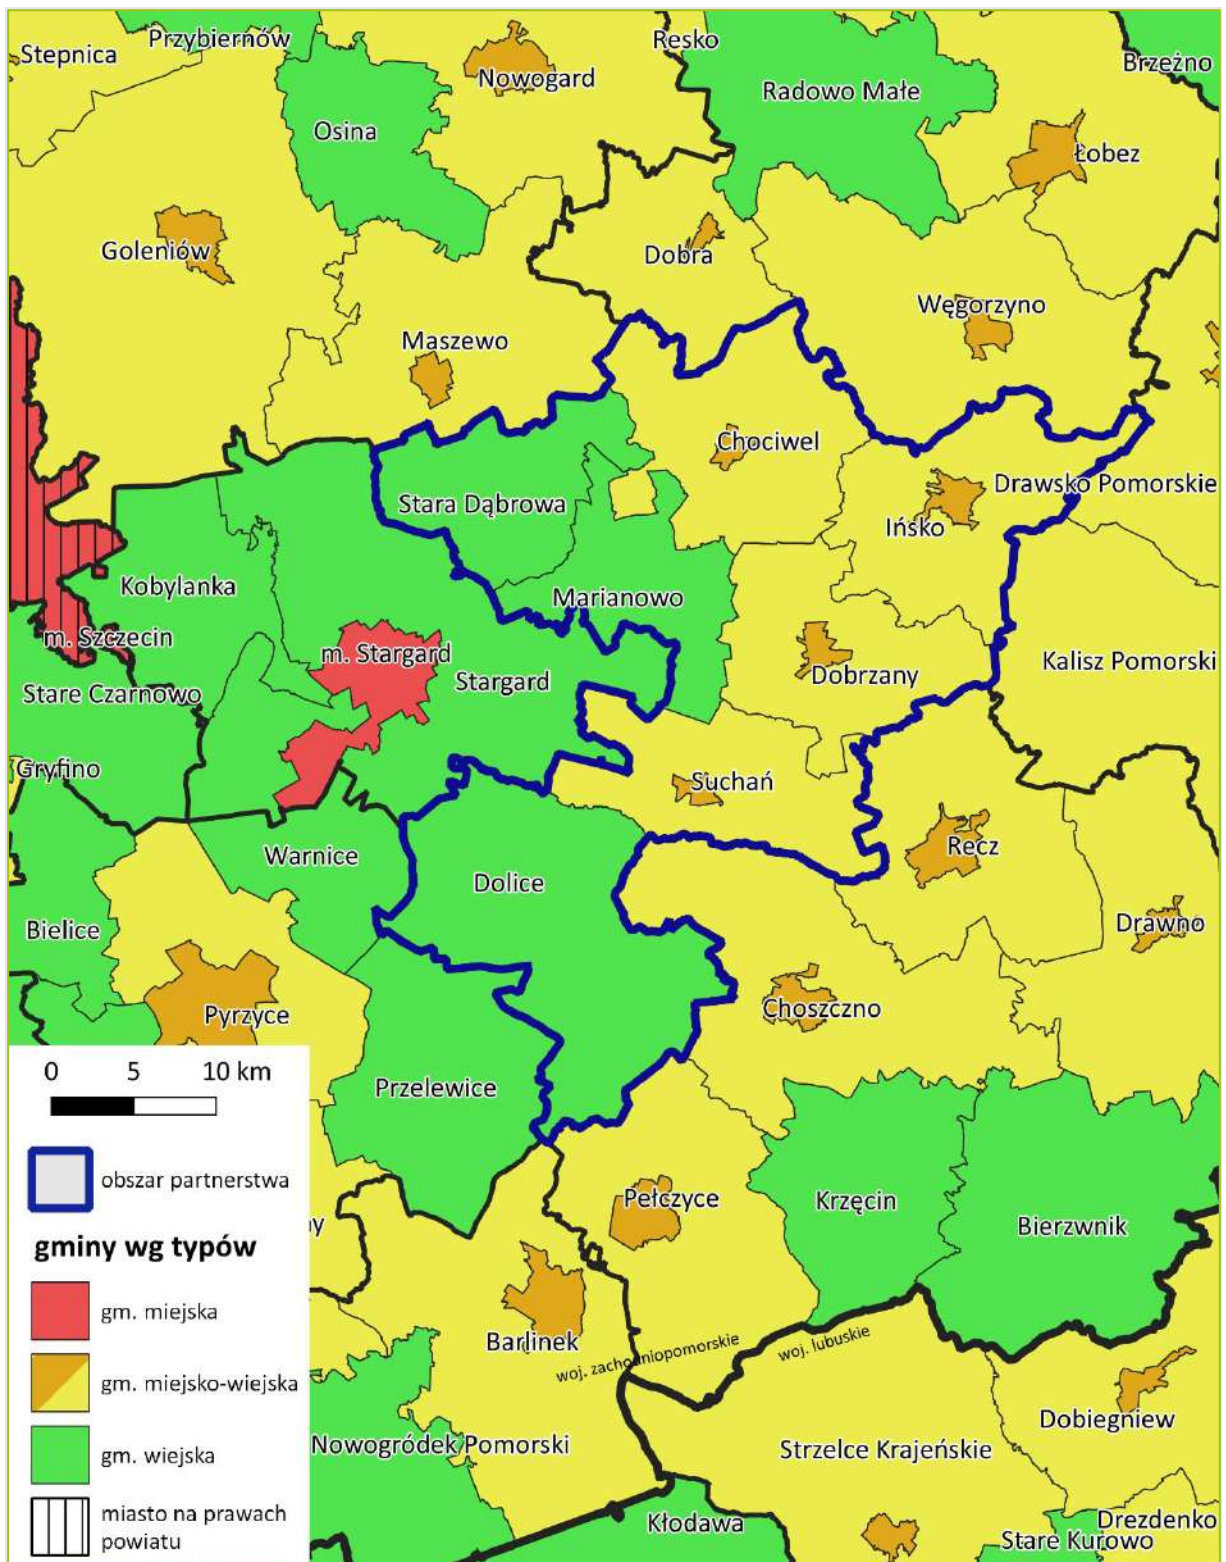 Przybiernów
Resko
Stepnica
Brzeźno
Nowogard
Radowo Małe
Osina
Łobez
Goleniów
Dobra
Węgorzyno
Maszewo
Chociwel
Drawsko Pomorskie
Stara Dąbrowa
Ińsko
Kobylanka
Marianowo
m. Szczecin
m. Stargard
Kalisz Pomorski
Stargard
Dobrzany
Stare Czarnowo
Gryfino
Suchań
Recz
Warnice
Dolice
Drawno
Bielice
Choszczno
Pyrzyce
0 5 10 km
Przelewice
obszar partnerstwa
Pełczyce
Krzęcin
Bierzwnik
gminy wg typów
gm. miejska
Barlinek
woj. zachodniopomorskie
woj. lubuskie
gm. miejsko-wiejska
Dobiegniew
Nowogródek Pomorski
Strzelce Krajeńskie
gm. wiejska
miasto na prawach
powiatu
Kłodawa
Drezdenko
Stare Kurowo